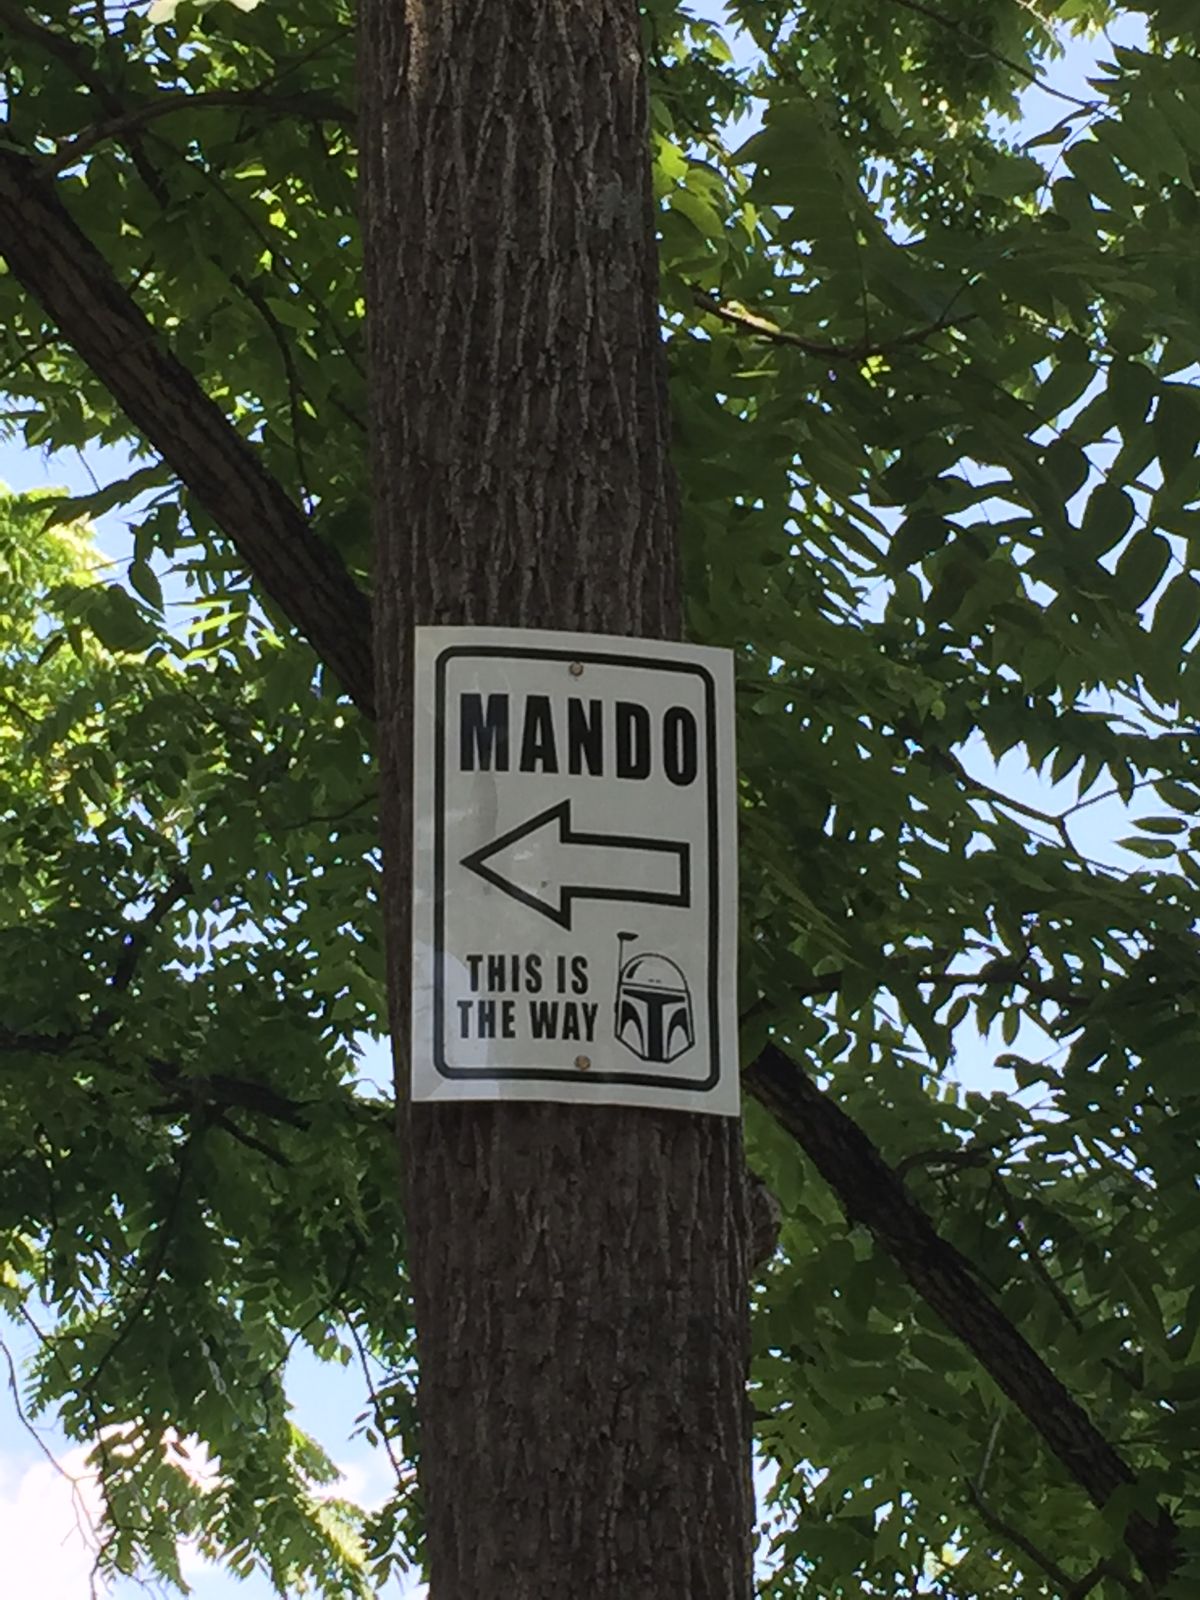 MANDO
THIS IS
THE WAY